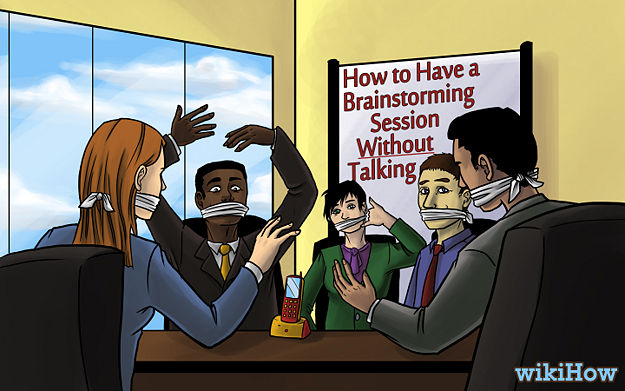 How to Have a
Brainstorming
Session
Without
Talking
wikiHow